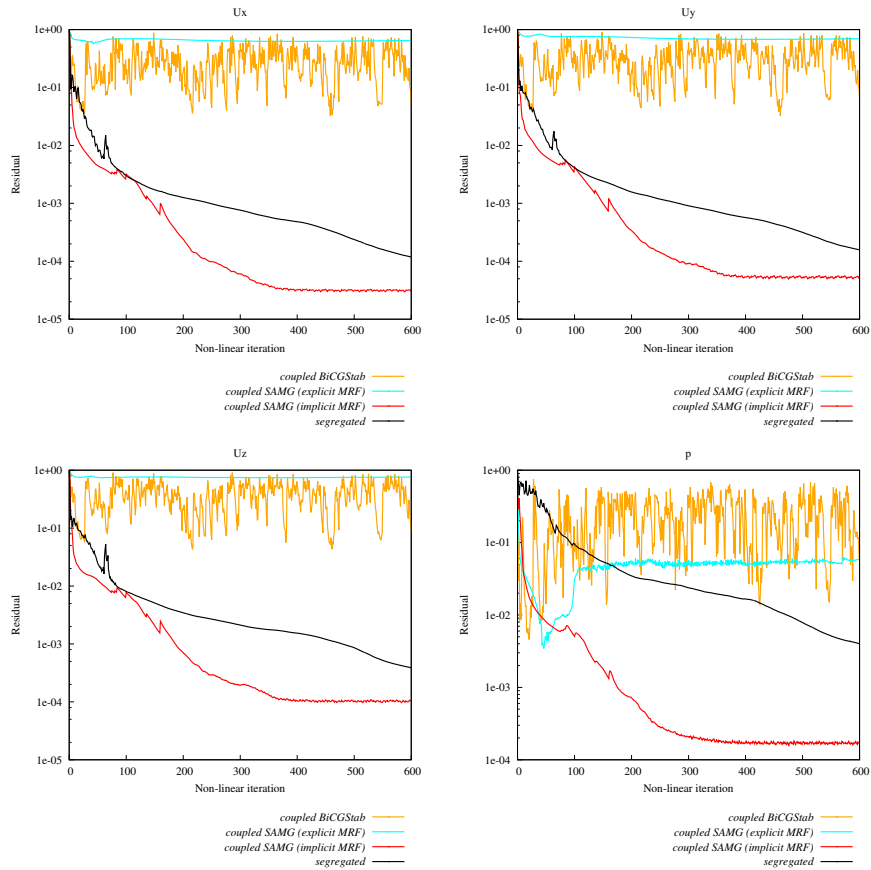 Ux
1e+00
1e-01
1e-02
1e-03
1e-04
1e-05
Residual
0 100 200 300 400 500 600
Non-linear iteration
coupled BiCGStab
coupled SAMG (explicit MRF)
coupled SAMG (implicit MRF)
segregated
Uy
1e+00
1e-01
1e-02
1e-03
1e-04
1e-05
Residual
0 100 200 300 400 500 600
Non-linear iteration
coupled BiCGStab
coupled SAMG (explicit MRF)
coupled SAMG (implicit MRF)
segregated
Uz
1e+00
1e-01
1e-02
1e-03
1e-04
1e-05
Residual
0 100 200 300 400 500 600
Non-linear iteration
coupled BiCGStab
coupled SAMG (explicit MRF)
coupled SAMG (implicit MRF)
segregated
p
1e+00
1e-01
1e-02
1e-03
1e-04
Residual
0 100 200 300 400 500 600
Non-linear iteration
coupled BiCGStab
coupled SAMG (explicit MRF)
coupled SAMG (implicit MRF)
segregated